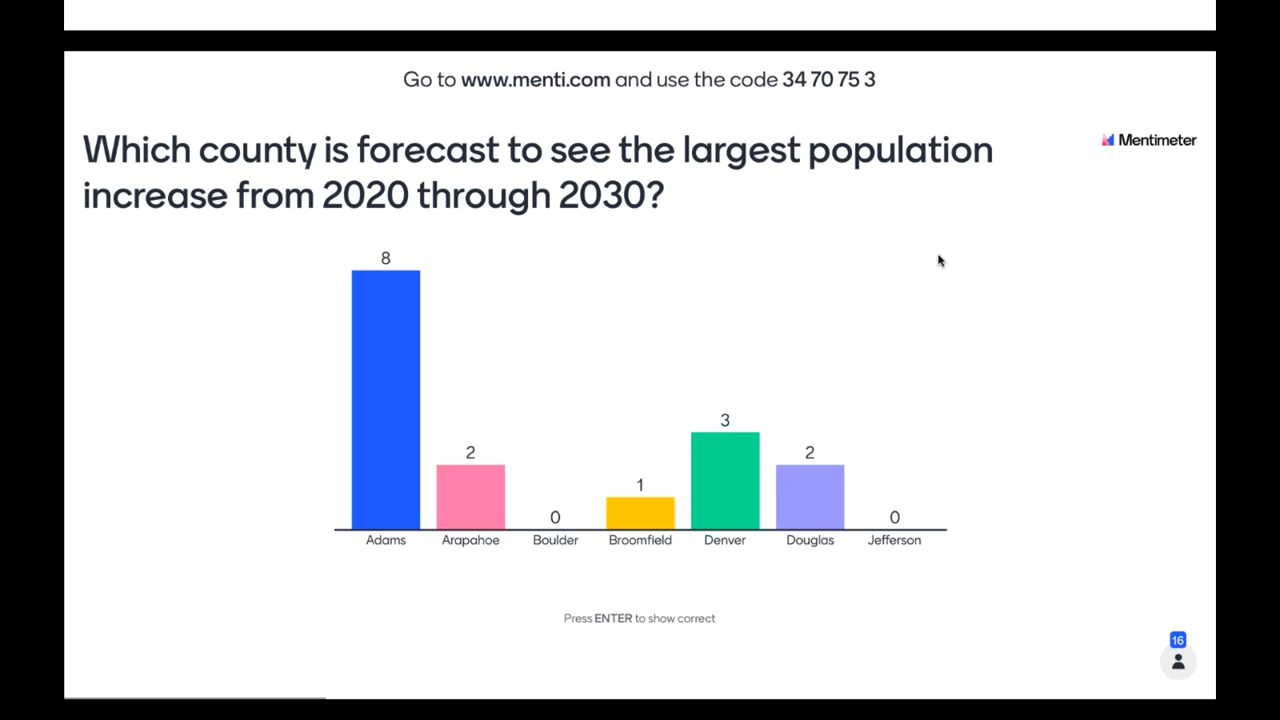 Go to www.menti.com and use the code 34 70 75 3
Mentimeter
Which county is forecast to see the largest population
increase from 2020 through 2030?
8
2
0
1
3
2
0
Adams
Arapahoe
Boulder
Broomfield
Denver
Douglas
Jefferson
Press ENTER to show correct
16